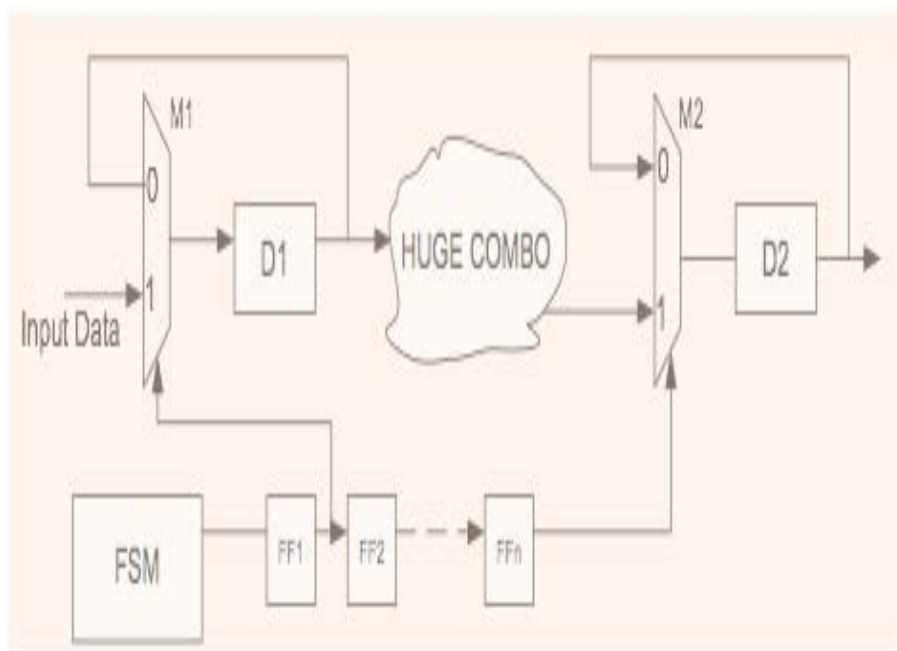 M1
M2
0
0
D1
HUGE COMBO
D2
1
1
Input Data
FSM
FF1
FF2
FFn